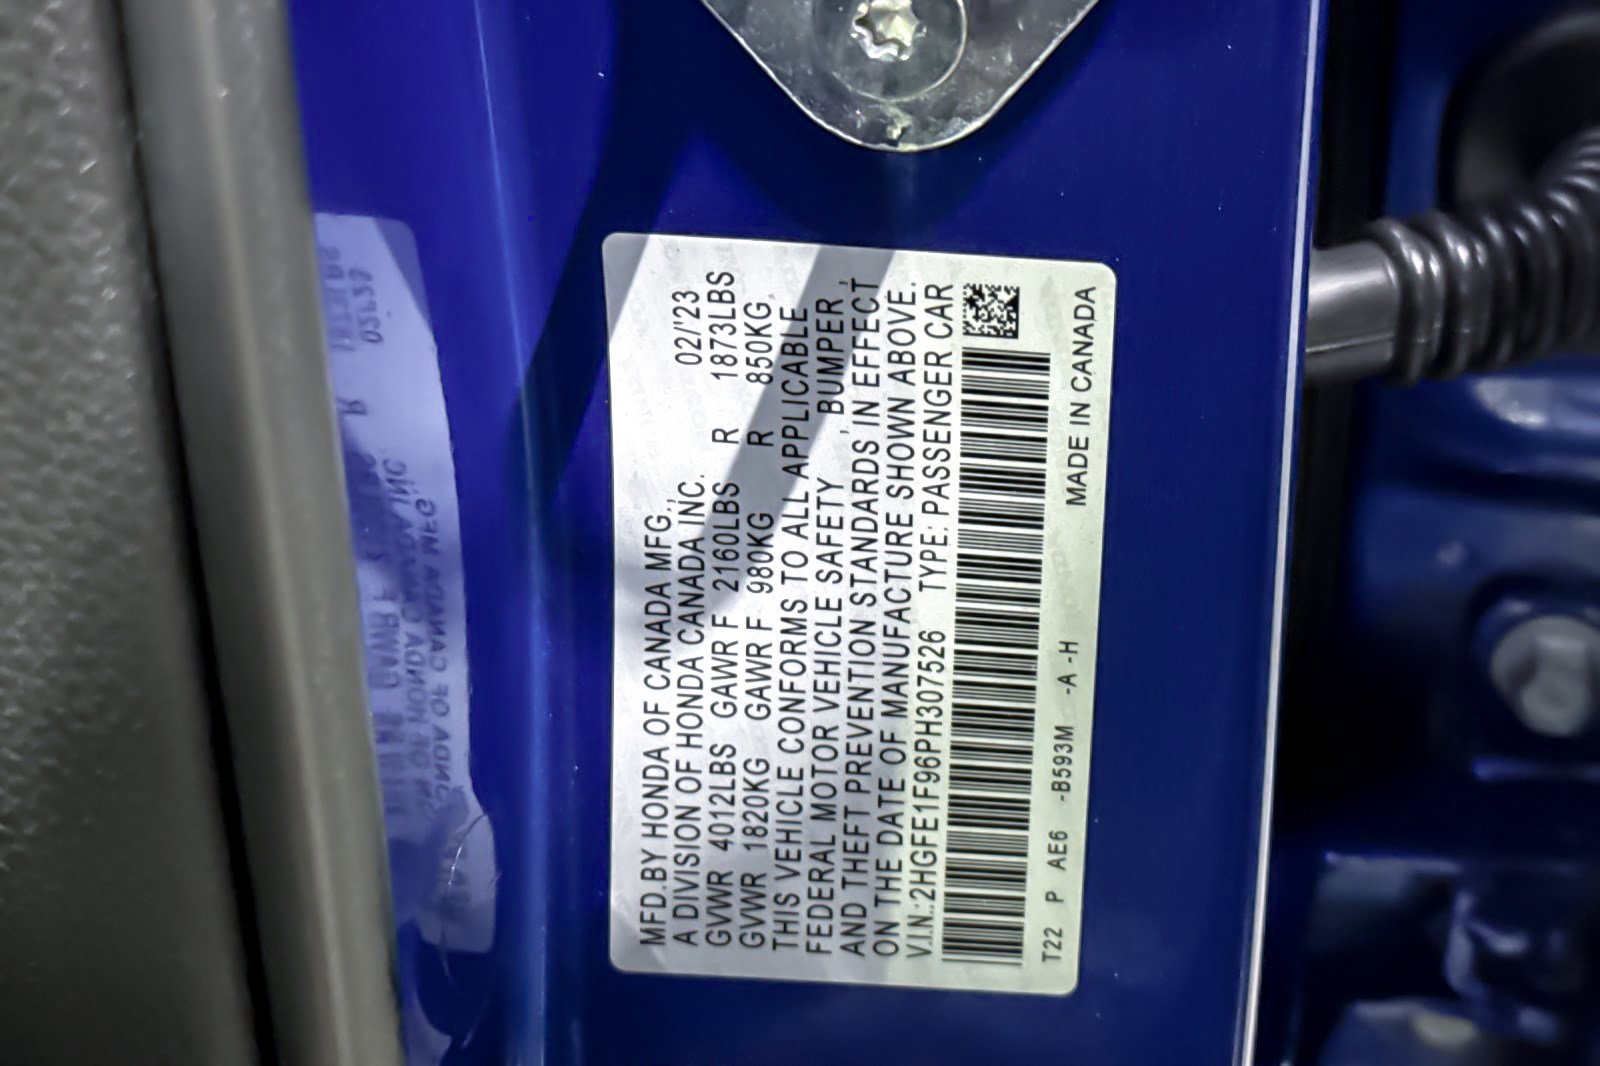 MFD.BY HONDA OF CANADA MFG., 02/'23
A DIVISION OF HONDA CANADA INC.
GVWR 4012LBS GAWR F 2160LBS R 1873LBS
GVWR 1820KG GAWR F 980KG R 850KG
THIS VEHICLE CONFORMS TO ALL APPLICABLE
FEDERAL MOTOR VEHICLE SAFETY , BUMPER ,
AND THEFT PREVENTION STANDARDS IN EFFECT
ON THE DATE OF MANUFACTURE SHOWN ABOVE.
V.I.N.:2HGFE1F96PH307526 TYPE: PASSENGER CAR
T22 P AE6 -B593M -A -H MADE IN CANADA